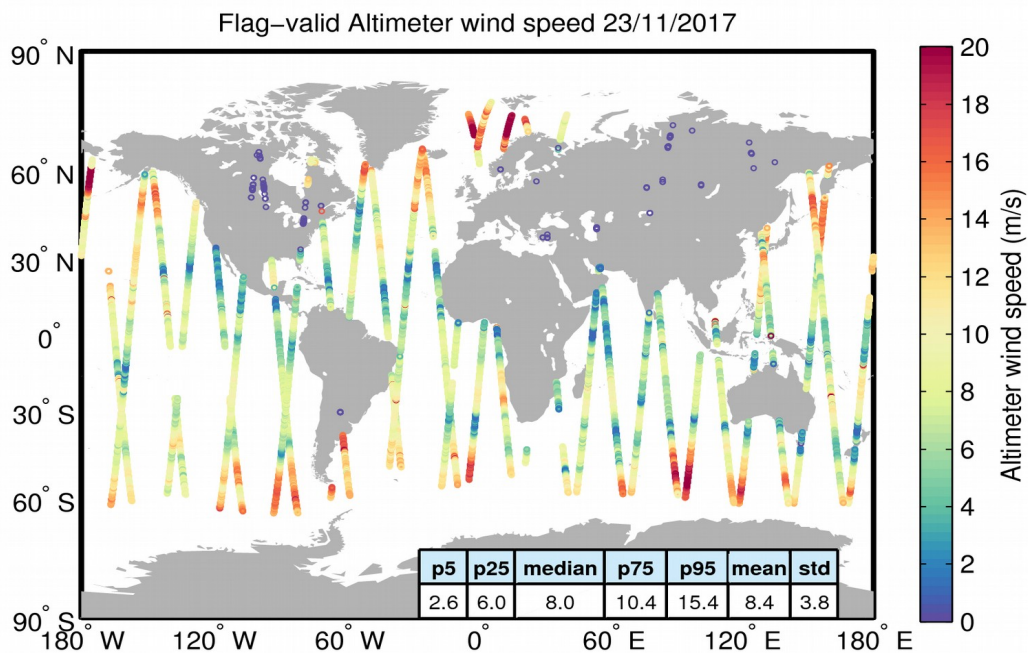 Flag−valid Altimeter wind speed 23/11/2017
90° N
60° N
30° N
0°
30° S
60° S
90° S
180° W
120° W
60° W
0°
60° E
120° E
180° E
p5 p25 median p75 p95 mean std
2.6 6.0 8.0 10.4 15.4 8.4 3.8
20
18
16
14
12
10
8
6
4
2
0
Altimeter wind speed (m/s)